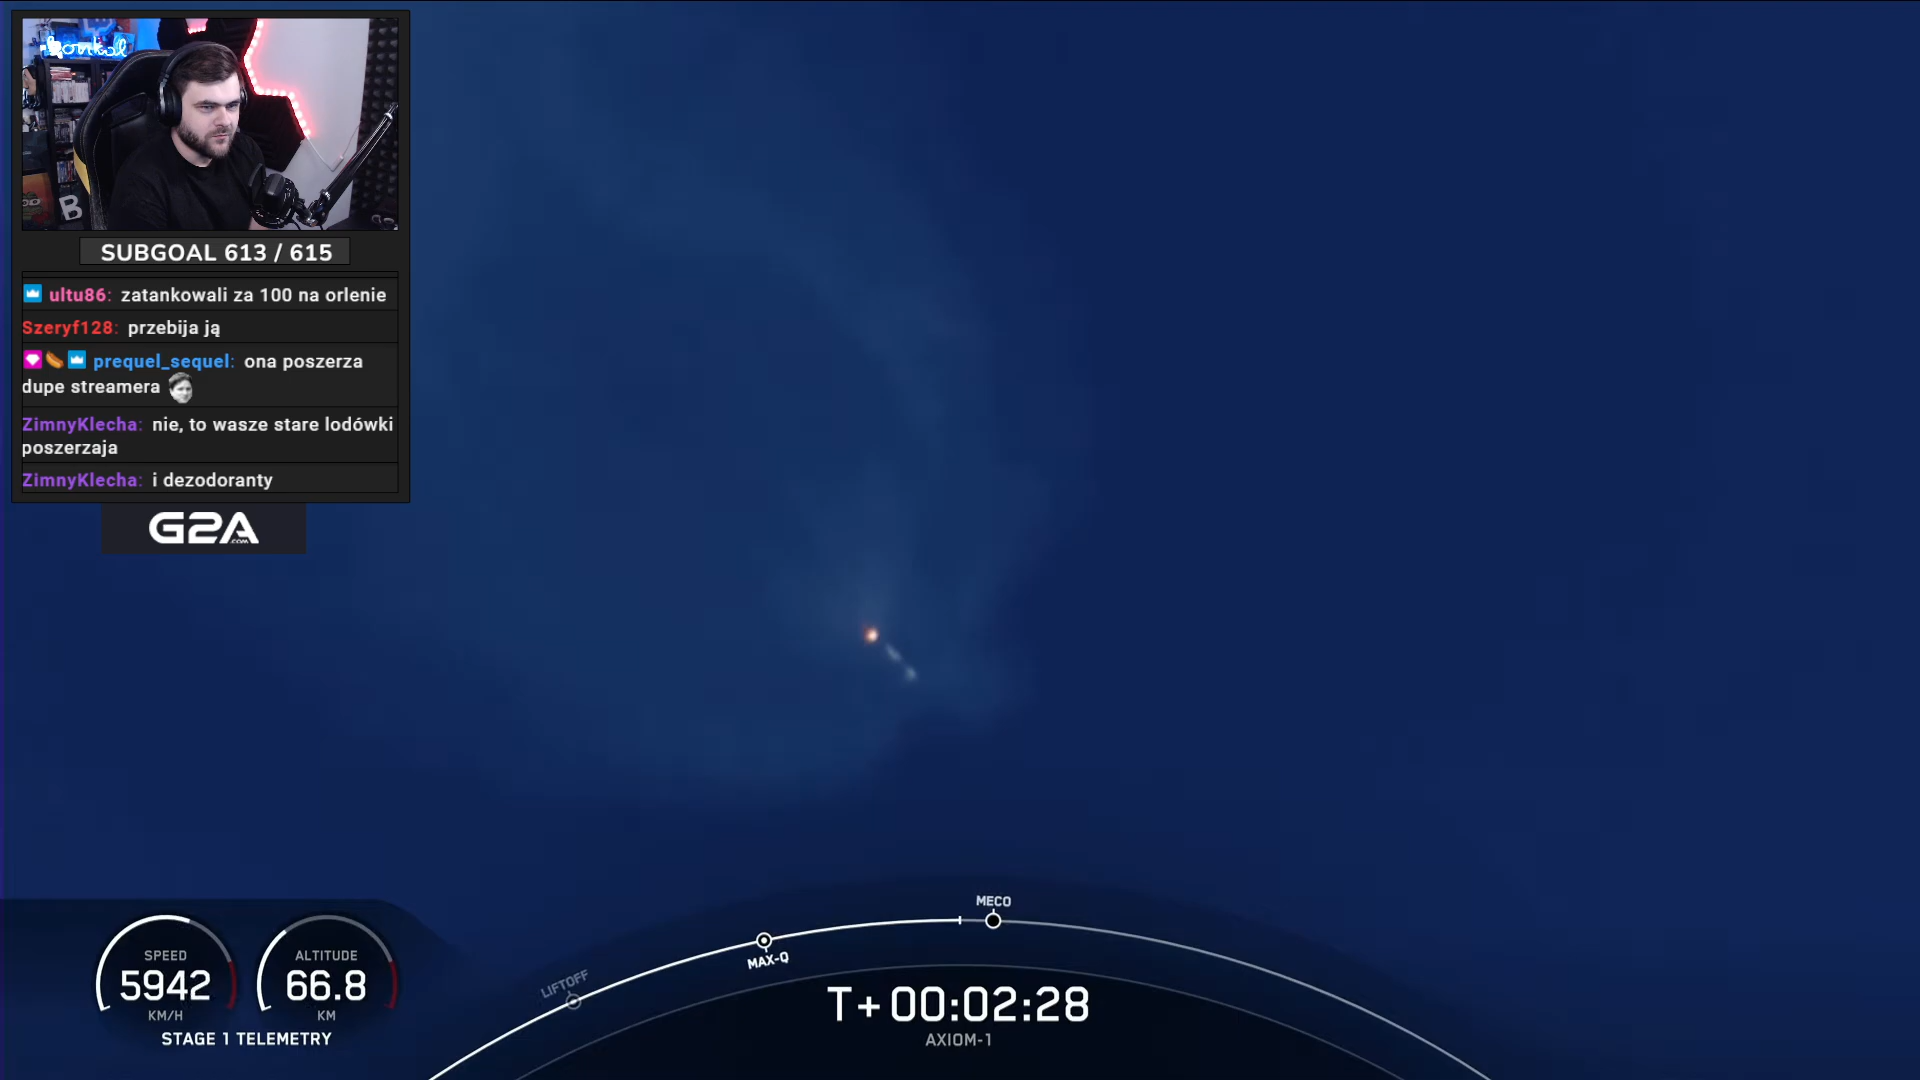 Honkal
B
SUBGOAL 613 / 615
ultu86: zatankowali za 100 na orlenie
Szeryf128: przebija ją
prequel_sequel: ona poszerza
dupe streamera
ZimnyKlecha: nie, to wasze stare lodówki
poszerzaja
ZimnyKlecha: i dezodoranty
G2A
.COM
MECO
MAX-Q
LIFTOFF
SPEED
5942
KM/H
ALTITUDE
66.8
KM
STAGE 1 TELEMETRY
T+00:02:28
AXIOM-1